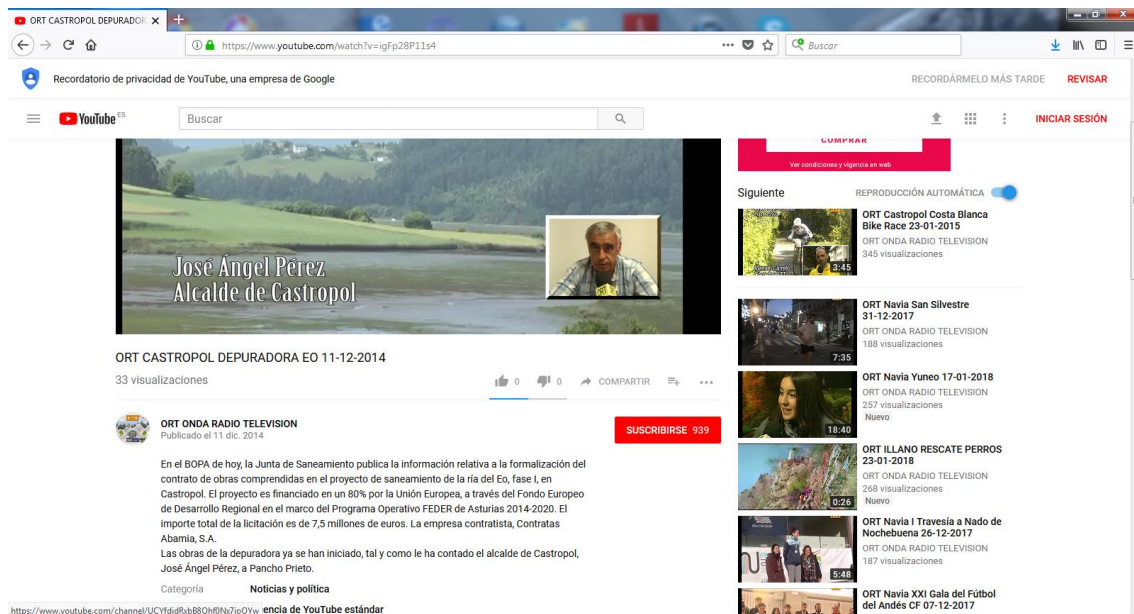 ORT CASTROPOL DEPURADOR
https://www.youtube.com/watch?v=igFp28P11s4
Buscar
Recordatorio de privacidad de YouTube, una empresa de Google
RECORDÁRMELO MÁS TARDE
REVISAR
YouTube ES
Buscar
INICIAR SESIÓN
José Ángel Pérez
Alcalde de Castropol
ORT CASTROPOL DEPURADORA EO 11-12-2014
33 visualizaciones
0
0
COMPARTIR
ORT ONDA RADIO TELEVISION
Publicado el 11 dic. 2014
SUSCRIBIRSE 939
En el BOPA de hoy, la Junta de Saneamiento publica la información relativa a la formalización del
contrato de obras comprendidas en el proyecto de saneamiento de la ría del Eo, fase I, en
Castropol. El proyecto es financiado en un 80% por la Unión Europea, a través del Fondo Europeo
de Desarrollo Regional en el marco del Programa Operativo FEDER de Asturias 2014-2020. El
importe total de la licitación es de 7,5 millones de euros. La empresa contratista, Contratas
Abamia, S.A.
Las obras de la depuradora ya se han iniciado, tal y como le ha contado el alcalde de Castropol,
José Ángel Pérez, a Pancho Prieto.
Categoría Noticias y política
encia de YouTube estándar
COMPRAR
Ver condiciones y vigencia en web
Siguiente
REPRODUCCIÓN AUTOMÁTICA
ORT Castropol Costa Blanca
Bike Race 23-01-2015
ORT ONDA RADIO TELEVISION
345 visualizaciones
3:45
ORT Navia San Silvestre
31-12-2017
ORT ONDA RADIO TELEVISION
188 visualizaciones
7:35
ORT Navia Yuneo 17-01-2018
ORT ONDA RADIO TELEVISION
257 visualizaciones
Nuevo
18:40
ORT ILLANO RESCATE PERROS
23-01-2018
ORT ONDA RADIO TELEVISION
268 visualizaciones
Nuevo
0:26
ORT Navia I Travesía a Nado de
Nochebuena 26-12-2017
ORT ONDA RADIO TELEVISION
187 visualizaciones
5:48
ORT Navia XXI Gala del Fútbol
del Andés CF 07-12-2017